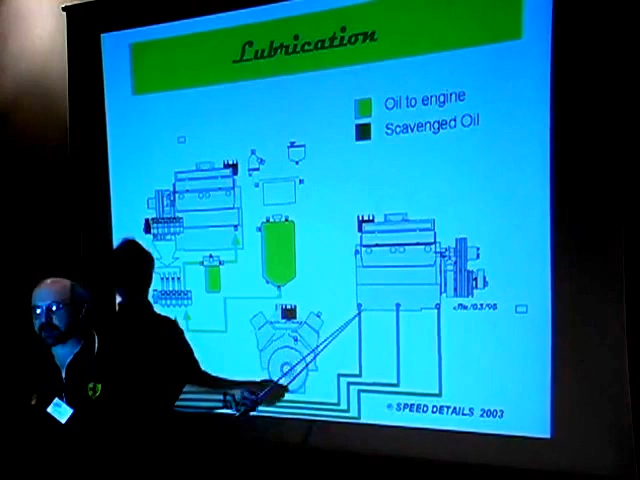 Lubrication
Oil to engine
Scavenged Oil
© SPEED DETAILS 2003